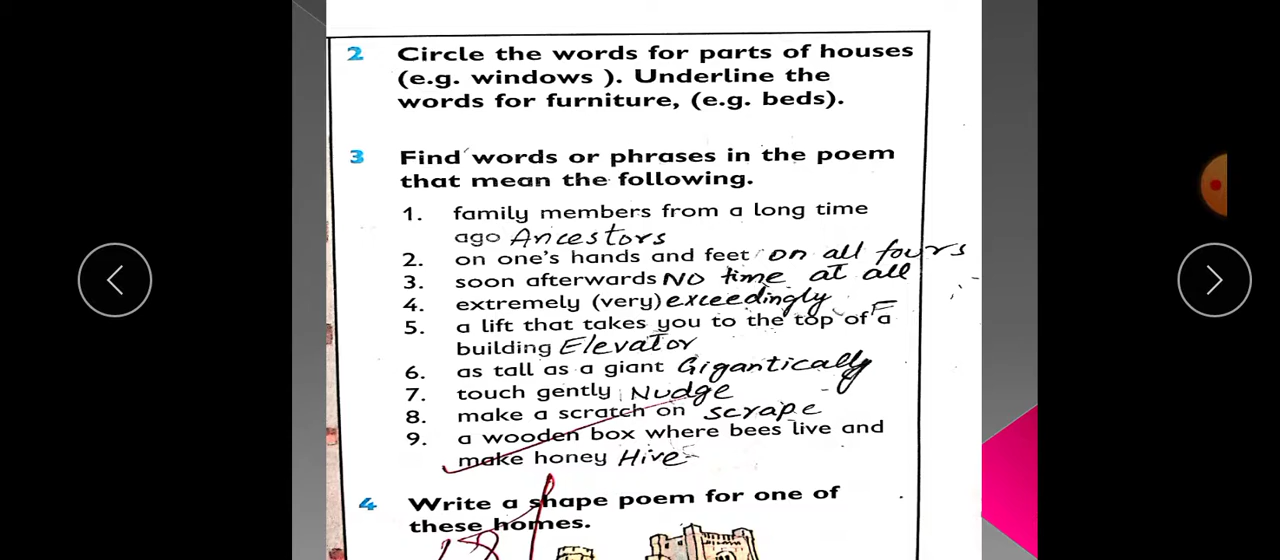 2 Circle the words for parts of houses
(e.g. windows ). Underline the
words for furniture, (e.g. beds).
3 Find words or phrases in the poem
that mean the following.
1. family members from a long time
ago Ancestors
2. on one's hands and feet on all fours
3. soon afterwards NO time at all
4. extremely (very) exceedingly
5. a lift that takes you to the top of a
building Elevator
6. as tall as a giant Gigantically
7. touch gently Nudge
8. make a scratch on scrape
9. a wooden box where bees live and
make honey Hive
4 Write a shape poem for one of
these homes.